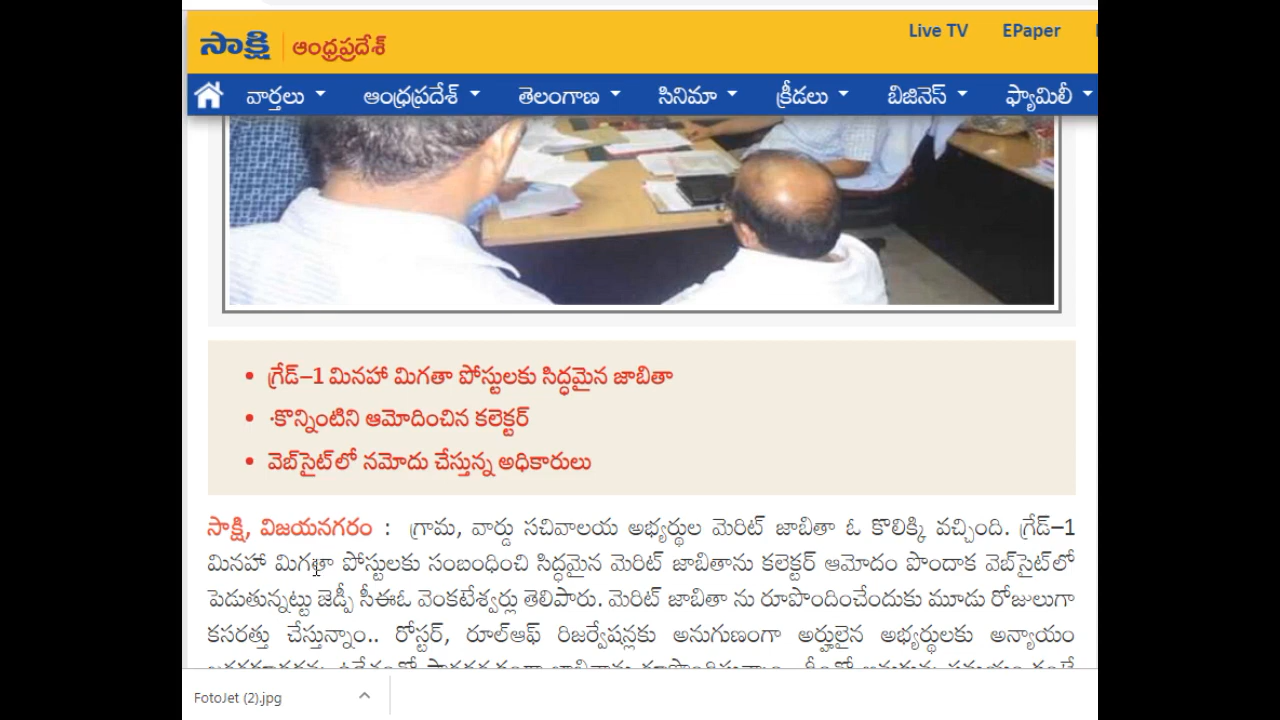 సాక్షి ఆంధ్రప్రదేశ్
Live TV EPaper
వార్తలు ఆంధ్రప్రదేశ్ తెలంగాణ సినిమా క్రీడలు బిజినెస్ ఫ్యామిలీ
• గ్రేడ్–1 మినహా మిగతా పోస్టులకు సిద్ధమైన జాబితా
• ·కొన్నింటిని ఆమోదించిన కలెక్టర్
• వెబ్‌సైట్‌లో నమోదు చేస్తున్న అధికారులు
సాక్షి, విజయనగరం : గ్రామ, వార్డు సచివాలయ అభ్యర్థుల మెరిట్ జాబితా ఓ కొలిక్కి వచ్చింది. గ్రేడ్–1
మినహా మిగతా పోస్టులకు సంబంధించి సిద్ధమైన మెరిట్ జాబితాను కలెక్టర్ ఆమోదం పొందాక వెబ్‌సైట్‌లో
పెడుతున్నట్టు జెడ్పీ సీఈఓ వెంకటేశ్వర్లు తెలిపారు. మెరిట్ జాబితా ను రూపొందించేందుకు మూడు రోజులుగా
కసరత్తు చేస్తున్నాం.. రోస్టర్, రూల్‌ఆఫ్ రిజర్వేషన్లకు అనుగుణంగా అర్హులైన అభ్యర్థులకు అన్యాయం
FotoJet (2).jpg